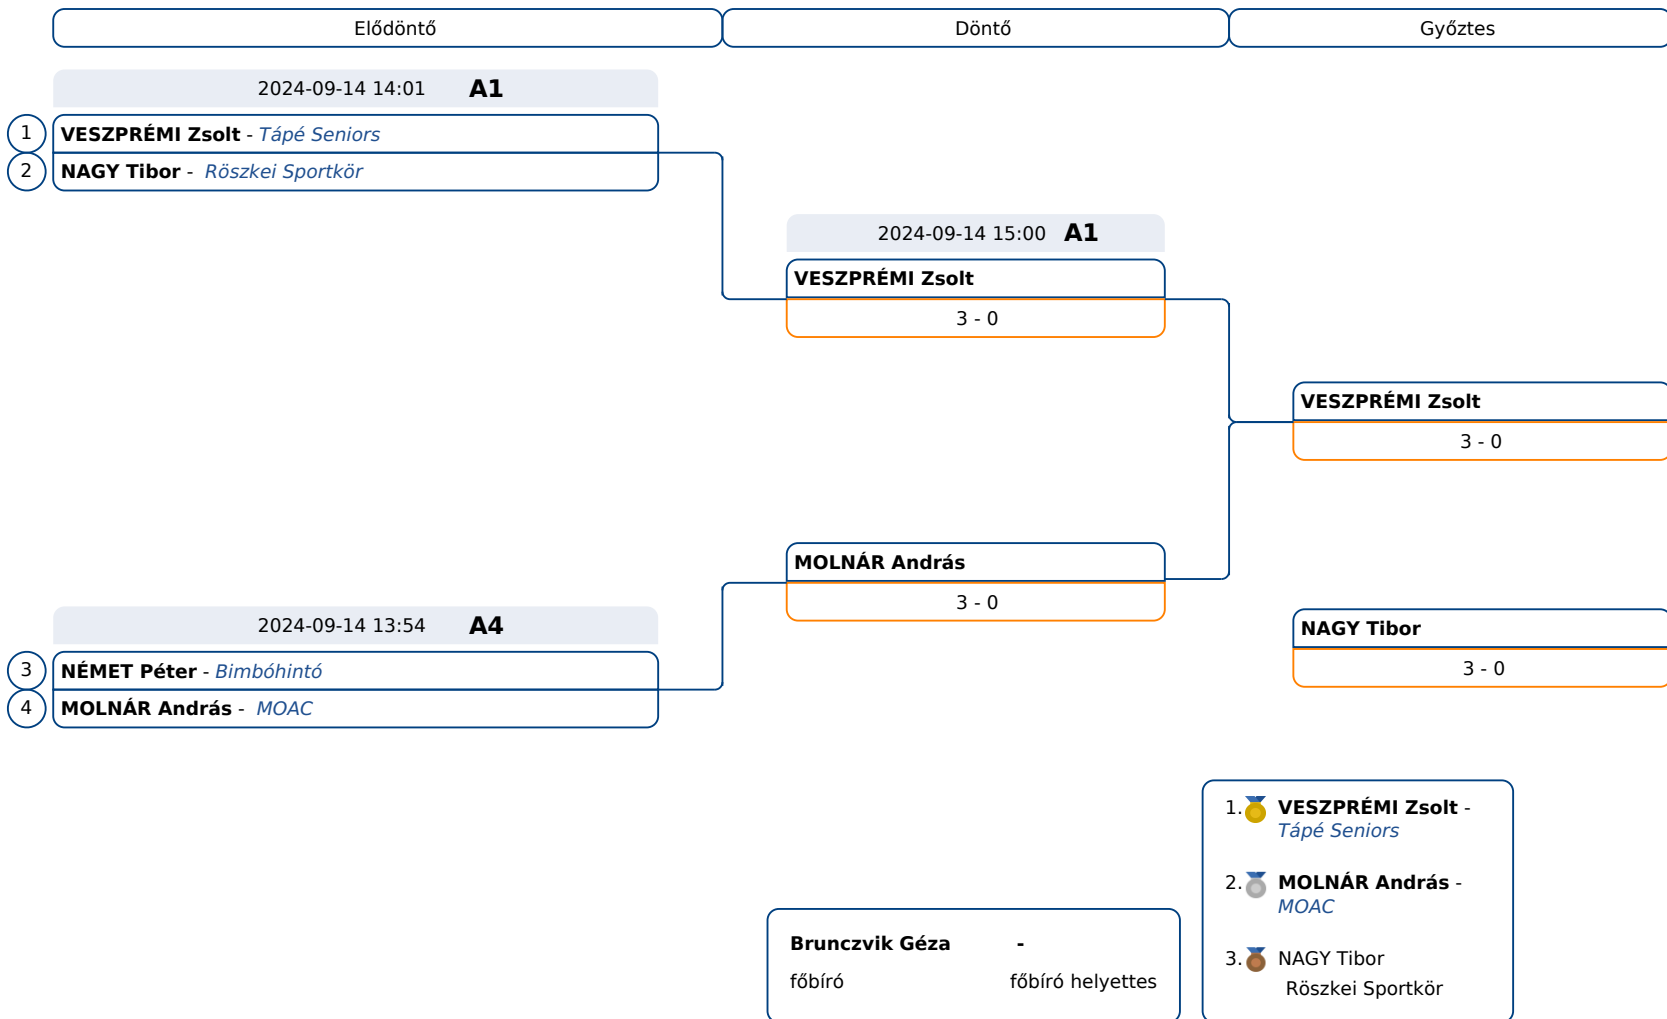 Elődöntő
Döntő
Győztes
2024-09-14 14:01 A1
1 VESZPRÉMI Zsolt - Tápé Seniors
2 NAGY Tibor - Röszkei Sportkör
2024-09-14 15:00 A1
VESZPRÉMI Zsolt
3 - 0
VESZPRÉMI Zsolt
3 - 0
MOLNÁR András
3 - 0
2024-09-14 13:54 A4
3 NÉMET Péter - Bimbóhintó
4 MOLNÁR András - MOAC
NAGY Tibor
3 - 0
1. VESZPRÉMI Zsolt -
Tápé Seniors
2. MOLNÁR András -
MOAC
3. NAGY Tibor
Röszkei Sportkör
Brunczvik Géza -
főbíró főbíró helyettes